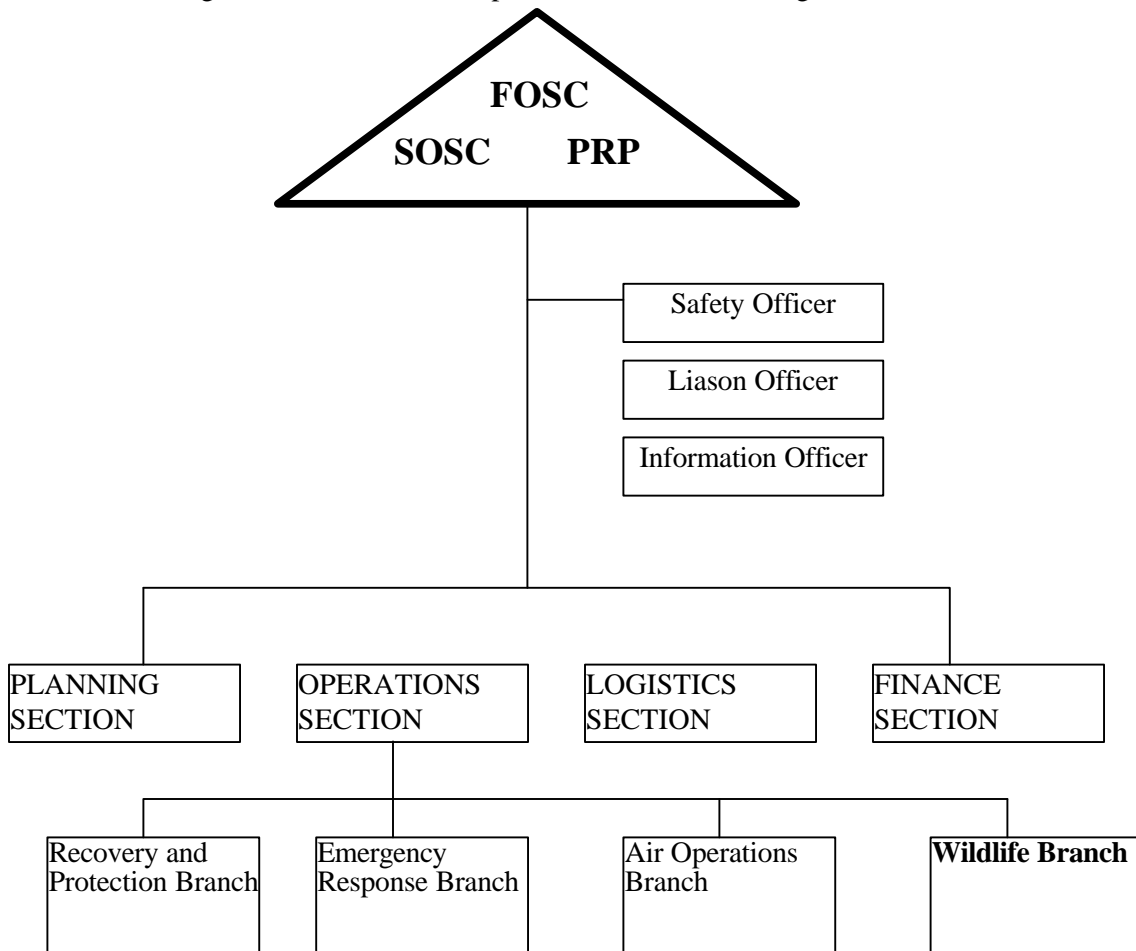 FOSC
SOSC PRP
Safety Officer
Liason Officer
Information Officer
PLANNING
SECTION
OPERATIONS
SECTION
LOGISTICS
SECTION
FINANCE
SECTION
Recovery and
Protection Branch
Emergency
Response Branch
Air Operations
Branch
Wildlife Branch